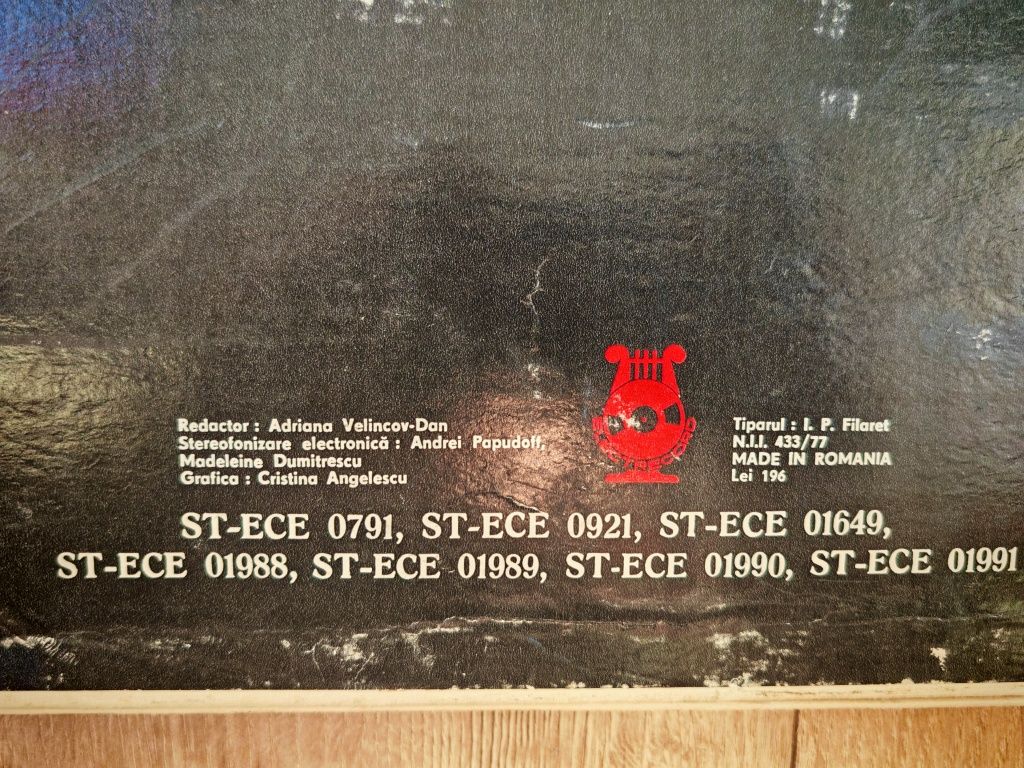 Redactor : Adriana Velincov-Dan
Stereofonizare electronică : Andrei Papudoff,
Madeleine Dumitrescu
Grafica : Cristina Angelescu
Tiparul : I. P. Filaret
N.I.I. 433/77
MADE IN ROMANIA
Lei 196
ST-ECE 0791, ST-ECE 0921, ST-ECE 01649,
ST-ECE 01988, ST-ECE 01989, ST-ECE 01990, ST-ECE 01991